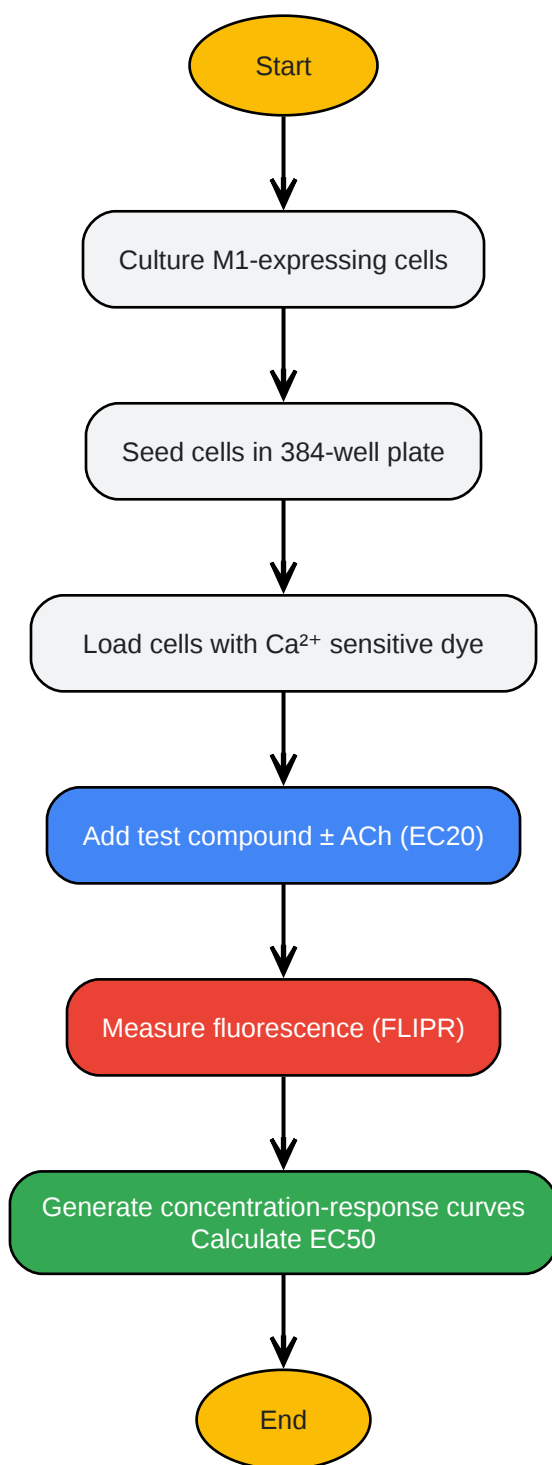 Start
Culture M1-expressing cells
Seed cells in 384-well plate
Load cells with Ca²⁺ sensitive dye
Add test compound ± ACh (EC20)
Measure fluorescence (FLIPR)
Generate concentration-response curves
Calculate EC50
End